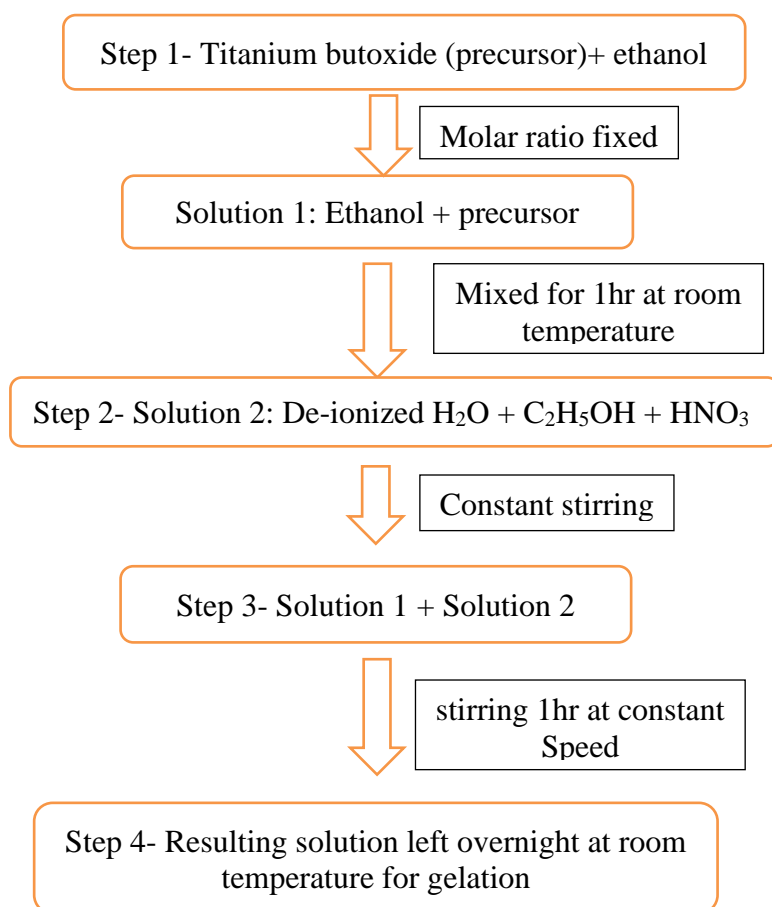 Step 1- Titanium butoxide (precursor)+ ethanol
Molar ratio fixed
Solution 1: Ethanol + precursor
Mixed for 1hr at room
temperature
Step 2- Solution 2: De-ionized H₂O + C₂H₅OH + HNO₃
Constant stirring
Step 3- Solution 1 + Solution 2
stirring 1hr at constant
Speed
Step 4- Resulting solution left overnight at room
temperature for gelation